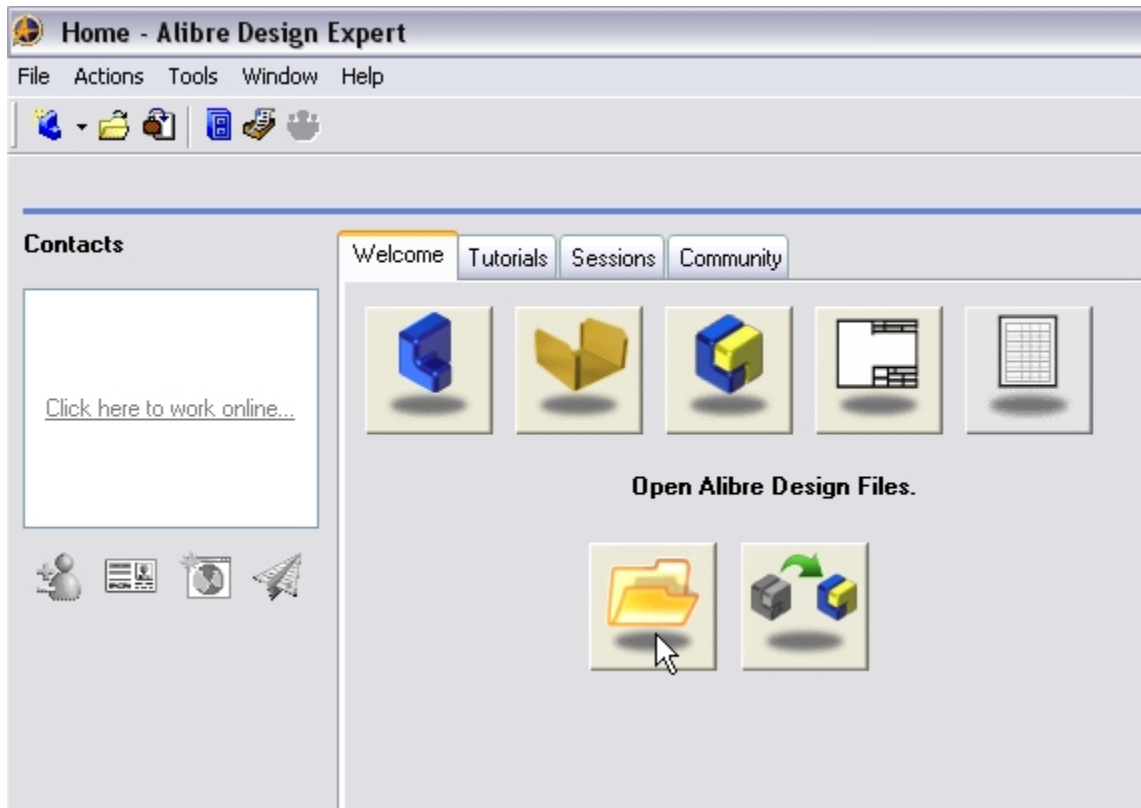 Home - Alibre Design Expert
File Actions Tools Window Help
Contacts
Welcome Tutorials Sessions Community
Click here to work online...
Open Alibre Design Files.